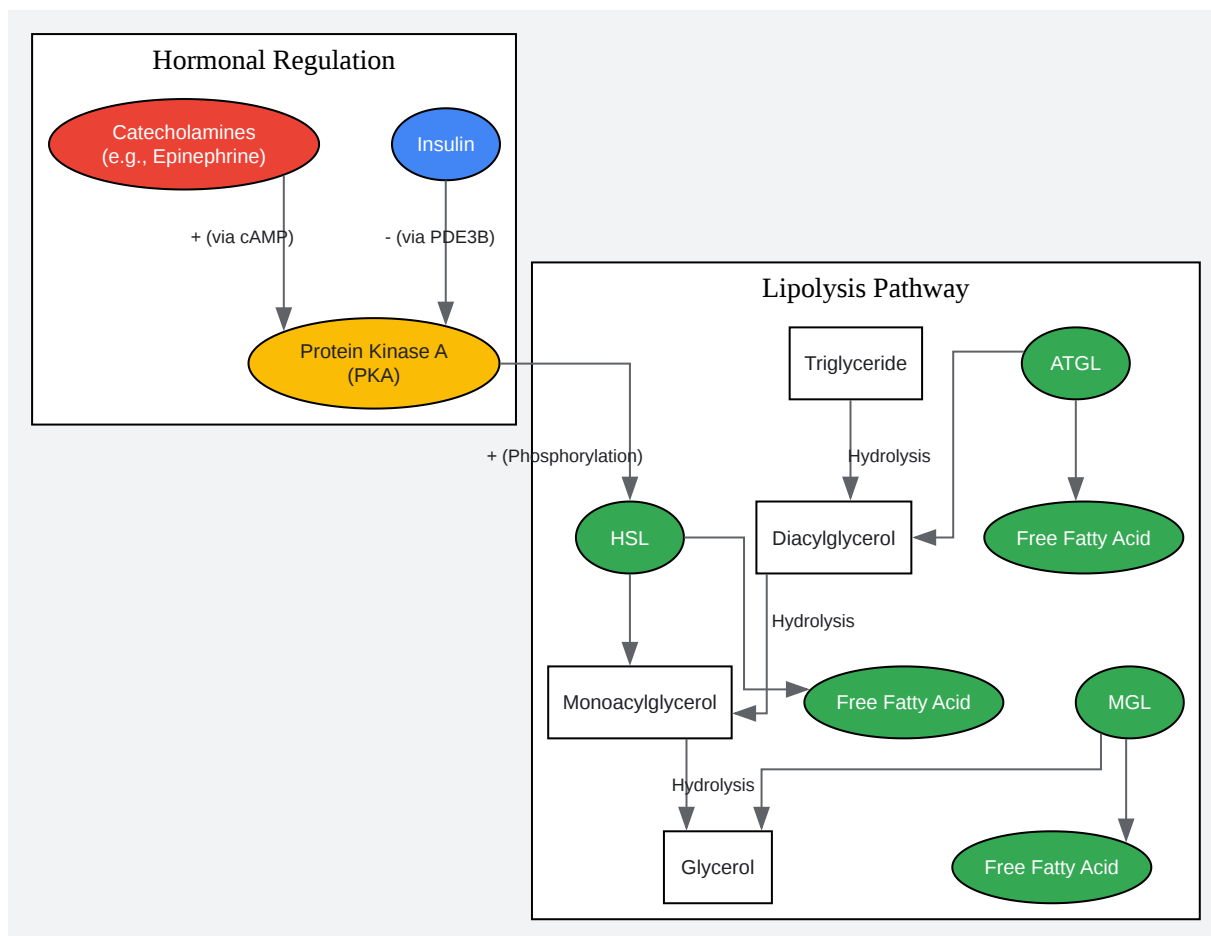 Hormonal Regulation
Catecholamines
(e.g., Epinephrine)
Insulin
+ (via cAMP)
- (via PDE3B)
Protein Kinase A
(PKA)
+ (Phosphorylation)
Lipolysis Pathway
Triglyceride
ATGL
Hydrolysis
HSL
Diacylglycerol
Free Fatty Acid
Hydrolysis
Monoacylglycerol
Free Fatty Acid
MGL
Hydrolysis
Glycerol
Free Fatty Acid